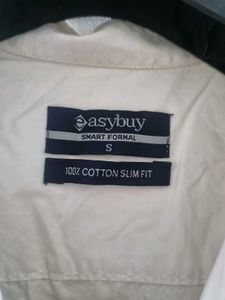 easybuy
SMART FORMAL
S
100% COTTON SLIM FIT